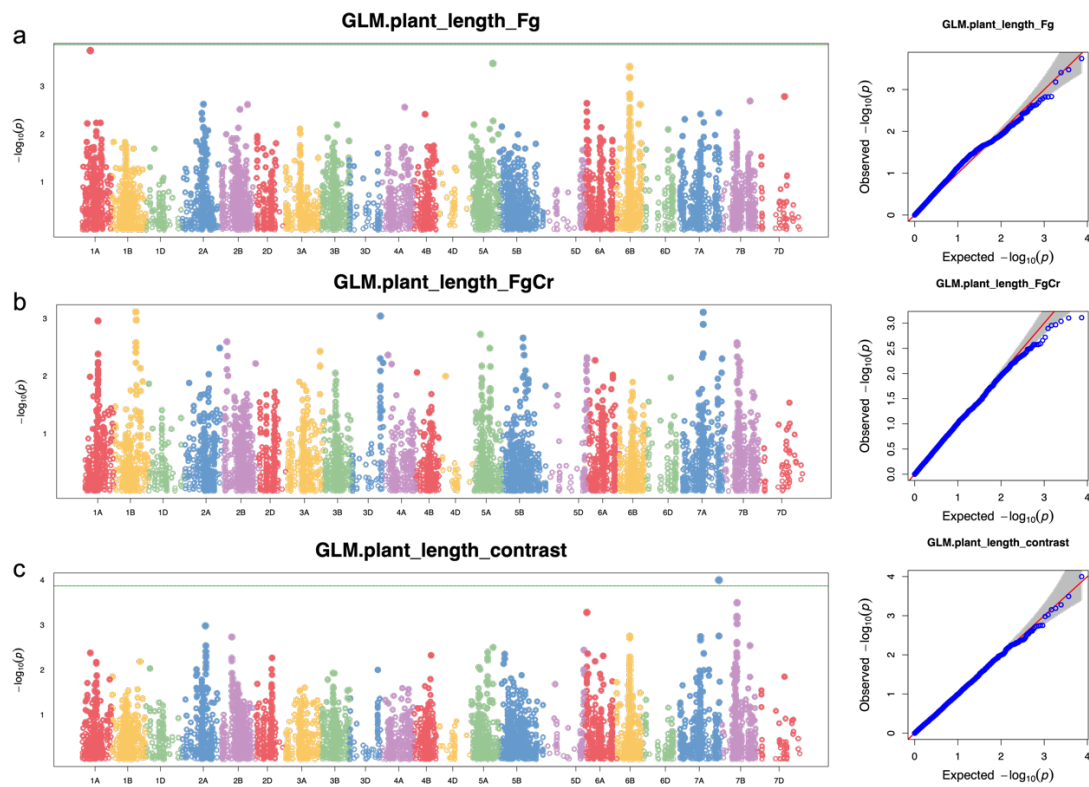 a
GLM.plant_length_Fg
−log₁₀(p)
3
2
1
1A 1B 1D 2A 2B 2D 3A 3B 3D 4A 4B 4D 5A 5B 5D 6A 6B 6D 7A 7B 7D
GLM.plant_length_Fg
Observed −log₁₀(p)
3
2
1
0
0 1 2 3 4
Expected −log₁₀(p)
b
GLM.plant_length_FgCr
−log₁₀(p)
3
2
1
1A 1B 1D 2A 2B 2D 3A 3B 3D 4A 4B 4D 5A 5B 5D 6A 6B 6D 7A 7B 7D
GLM.plant_length_FgCr
Observed −log₁₀(p)
3.0
2.5
2.0
1.5
1.0
0.5
0.0
0 1 2 3 4
Expected −log₁₀(p)
c
GLM.plant_length_contrast
−log₁₀(p)
4
3
2
1
1A 1B 1D 2A 2B 2D 3A 3B 3D 4A 4B 4D 5A 5B 5D 6A 6B 6D 7A 7B 7D
GLM.plant_length_contrast
Observed −log₁₀(p)
4
3
2
1
0
0 1 2 3 4
Expected −log₁₀(p)